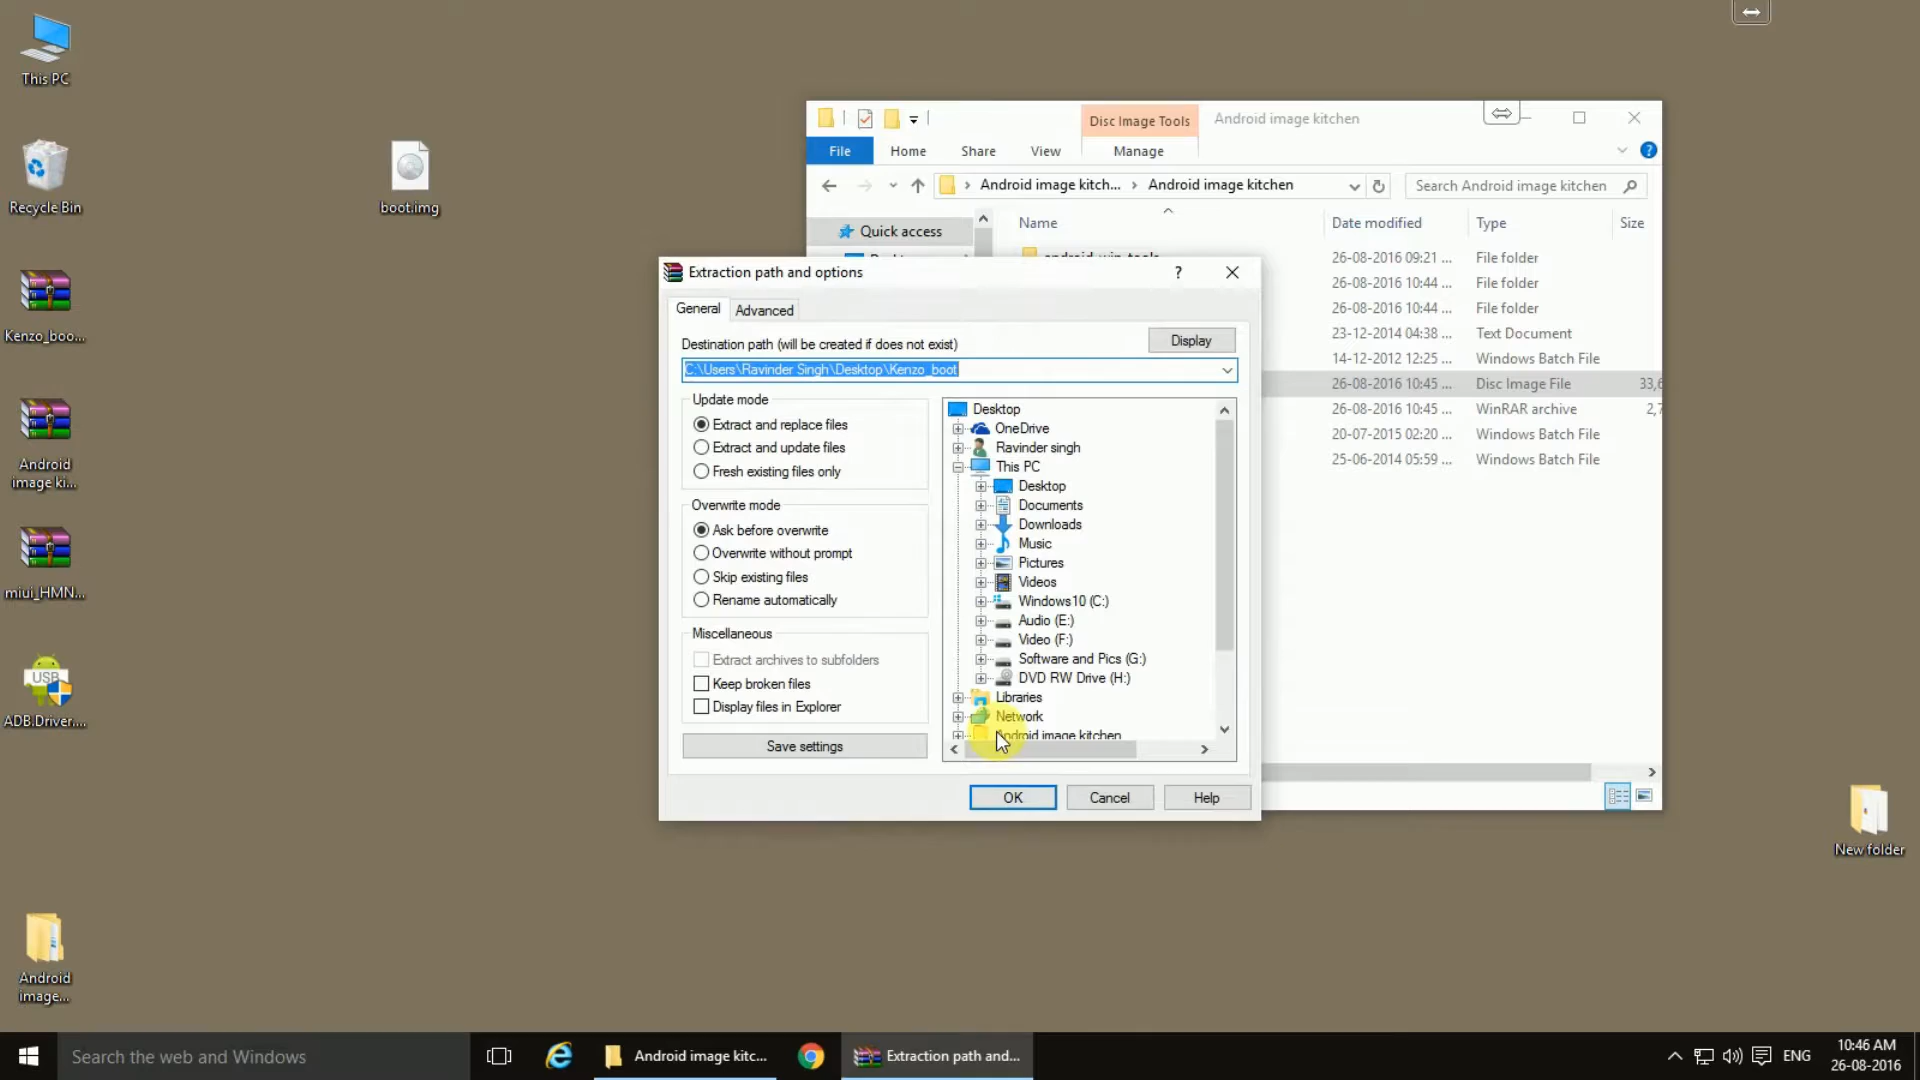 This PC
Recycle Bin
Kenzo_boo...
Android
image ki...
miui_HMN...
USB
ADB.Driver....
Android
image...
boot.img
New folder
Disc Image Tools
Android image kitchen
File
Home
Share
View
Manage
?
Android image kitch...
Android image kitchen
Search Android image kitchen
Quick access
Name
Date modified
Type
Size
android_win_tools
26-08-2016 09:21 ... File folder
26-08-2016 10:44 ... File folder
26-08-2016 10:44 ... File folder
23-12-2014 04:38 ... Text Document
14-12-2012 12:25 ... Windows Batch File
26-08-2016 10:45 ... Disc Image File 33,6
26-08-2016 10:45 ... WinRAR archive 2,7
20-07-2015 02:20 ... Windows Batch File
25-06-2014 05:59 ... Windows Batch File
Extraction path and options
?
General
Advanced
Destination path (will be created if does not exist)
Display
C:\Users\Ravinder Singh\Desktop\Kenzo_boot
Update mode
Extract and replace files
Extract and update files
Fresh existing files only
Overwrite mode
Ask before overwrite
Overwrite without prompt
Skip existing files
Rename automatically
Miscellaneous
Extract archives to subfolders
Keep broken files
Display files in Explorer
Save settings
Desktop
OneDrive
Ravinder singh
This PC
Desktop
Documents
Downloads
Music
Pictures
Videos
Windows10 (C:)
Audio (E:)
Video (F:)
Software and Pics (G:)
DVD RW Drive (H:)
Libraries
Network
Android image kitchen
OK
Cancel
Help
Search the web and Windows
Android image kitc...
Extraction path and...
ENG
10:46 AM
26-08-2016